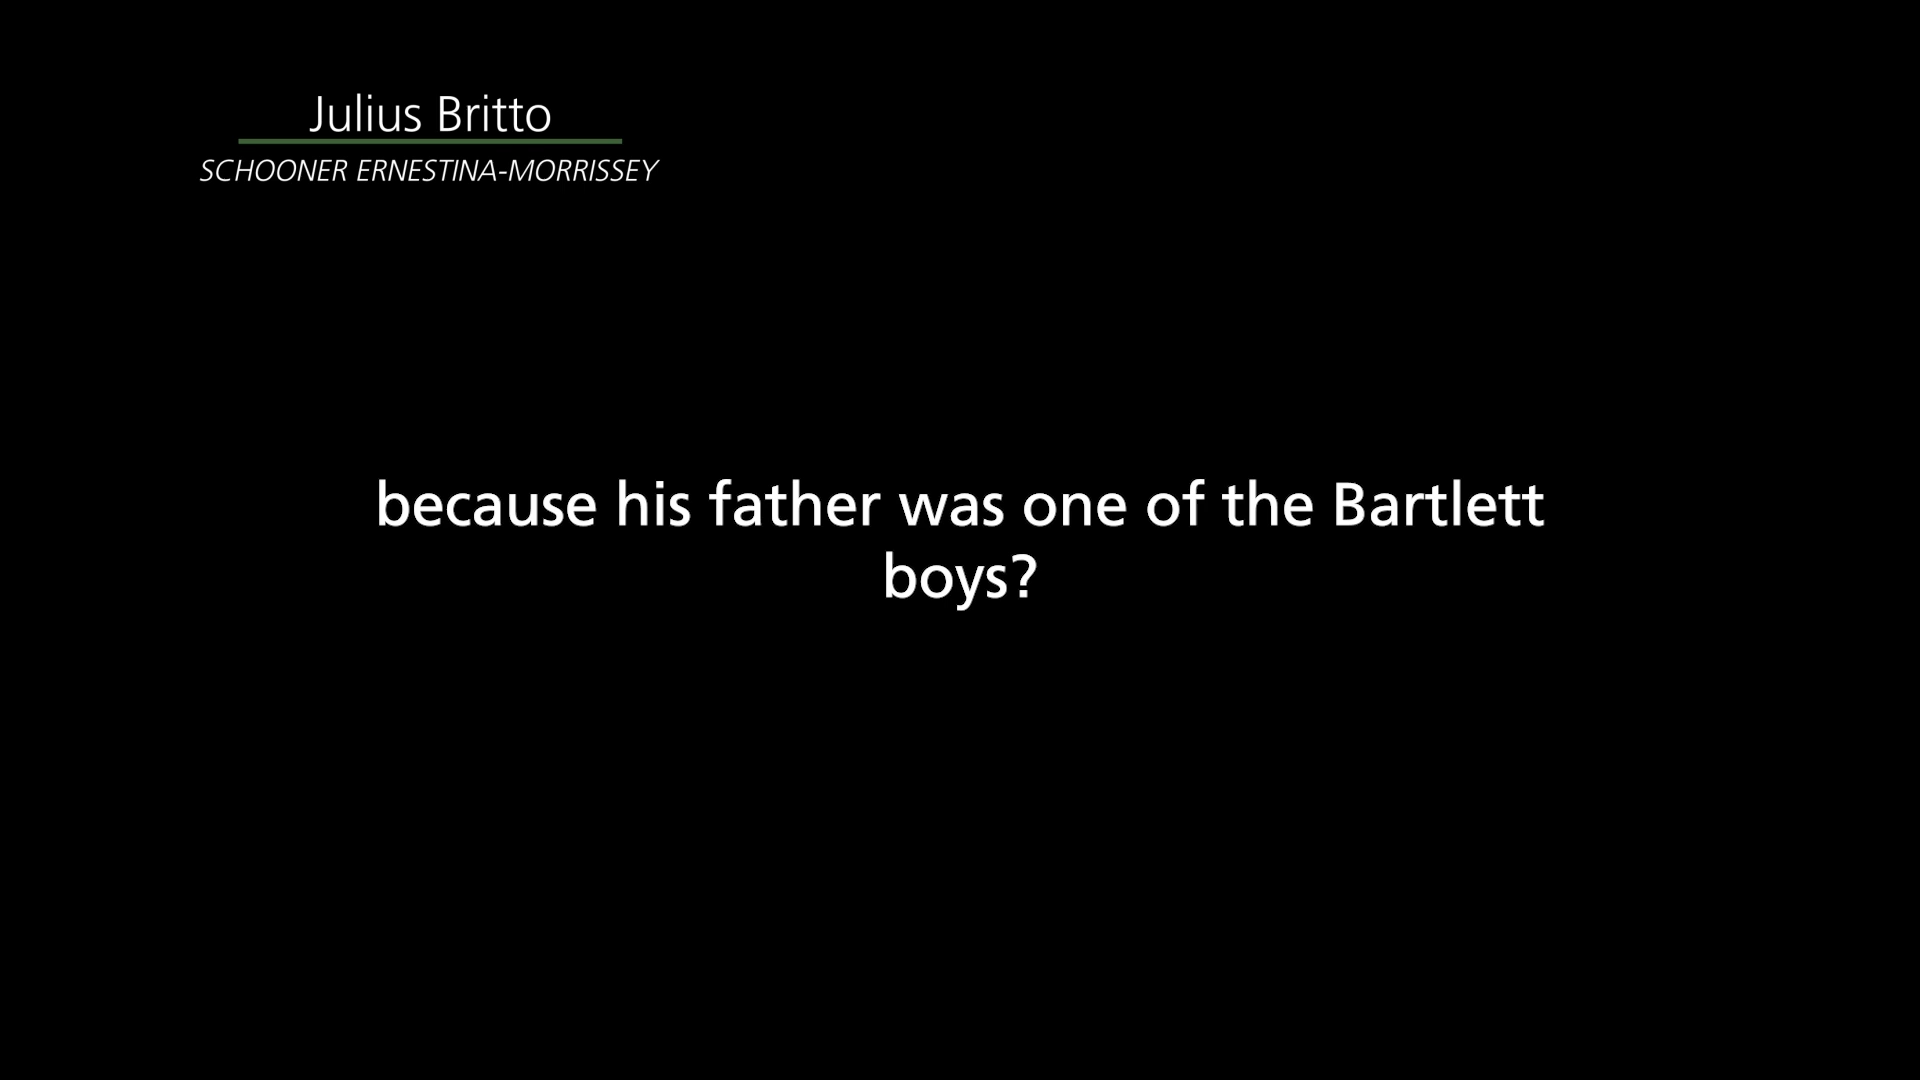 Julius Britto
SCHOONER ERNESTINA-MORRISSEY
because his father was one of the Bartlett
boys?